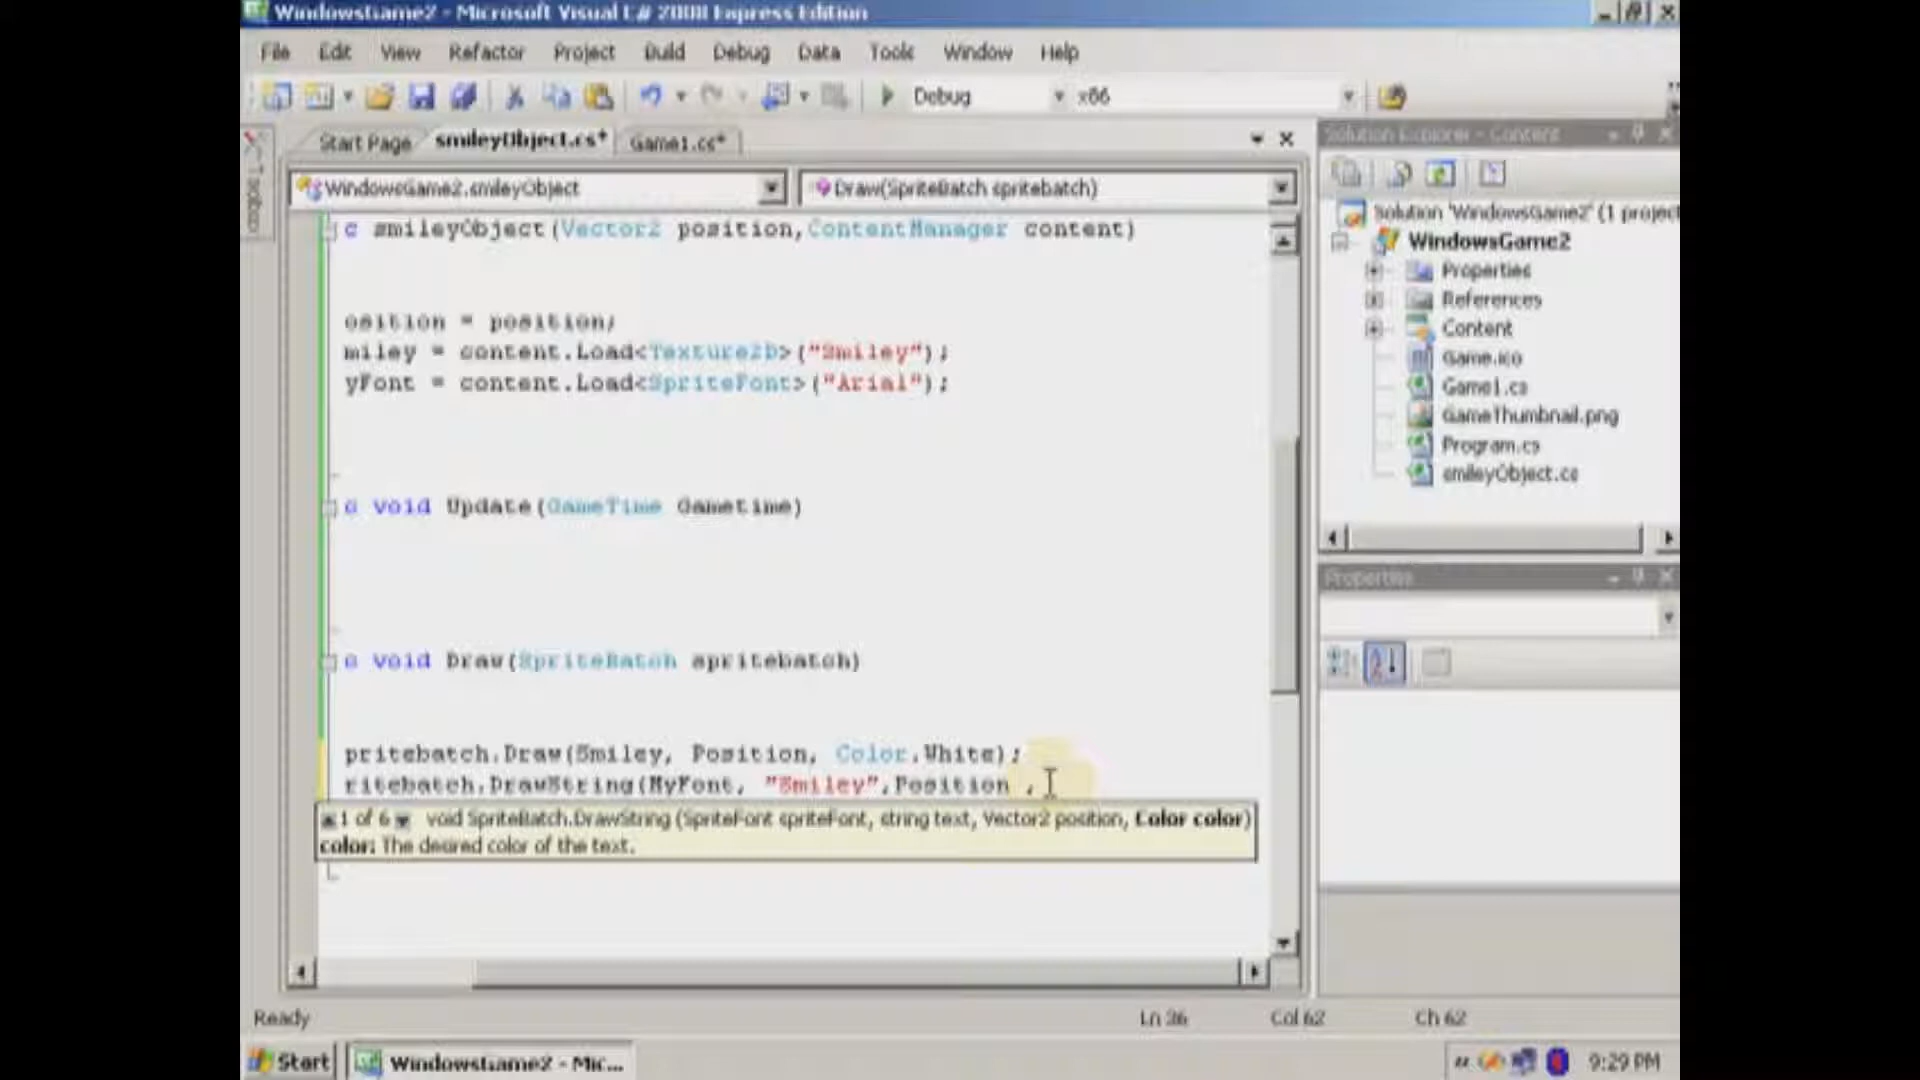 WindowsGame2 - Microsoft Visual C# 2008 Express Edition
File Edit View Refactor Project Build Debug Data Tools Window Help
Debug x86
Start Page smileyObject.cs* Game1.cs*
Solution Explorer - Content
Toolbox
WindowsGame2.smileyObject Draw(SpriteBatch spritebatch)
c smileyObject(Vector2 position,ContentManager content)
osition = position;
miley = content.Load<Texture2D>("Smiley");
yFont = content.Load<SpriteFont>("Arial");
c void Update(GameTime Gametime)
c void Draw(SpriteBatch spritebatch)
pritebatch.Draw(Smiley, Position, Color.White);
ritebatch.DrawString(MyFont, "Smiley",Position ,
1 of 6 void SpriteBatch.DrawString (SpriteFont spriteFont, string text, Vector2 position, Color color)
color: The desired color of the text.
Solution 'WindowsGame2' (1 project
WindowsGame2
Properties
References
Content
Game.ico
Game1.cs
GameThumbnail.png
Program.cs
smileyObject.cs
Properties
Ready Ln 36 Col 62 Ch 62
Start WindowsGame2 - Mic... 9:29 PM